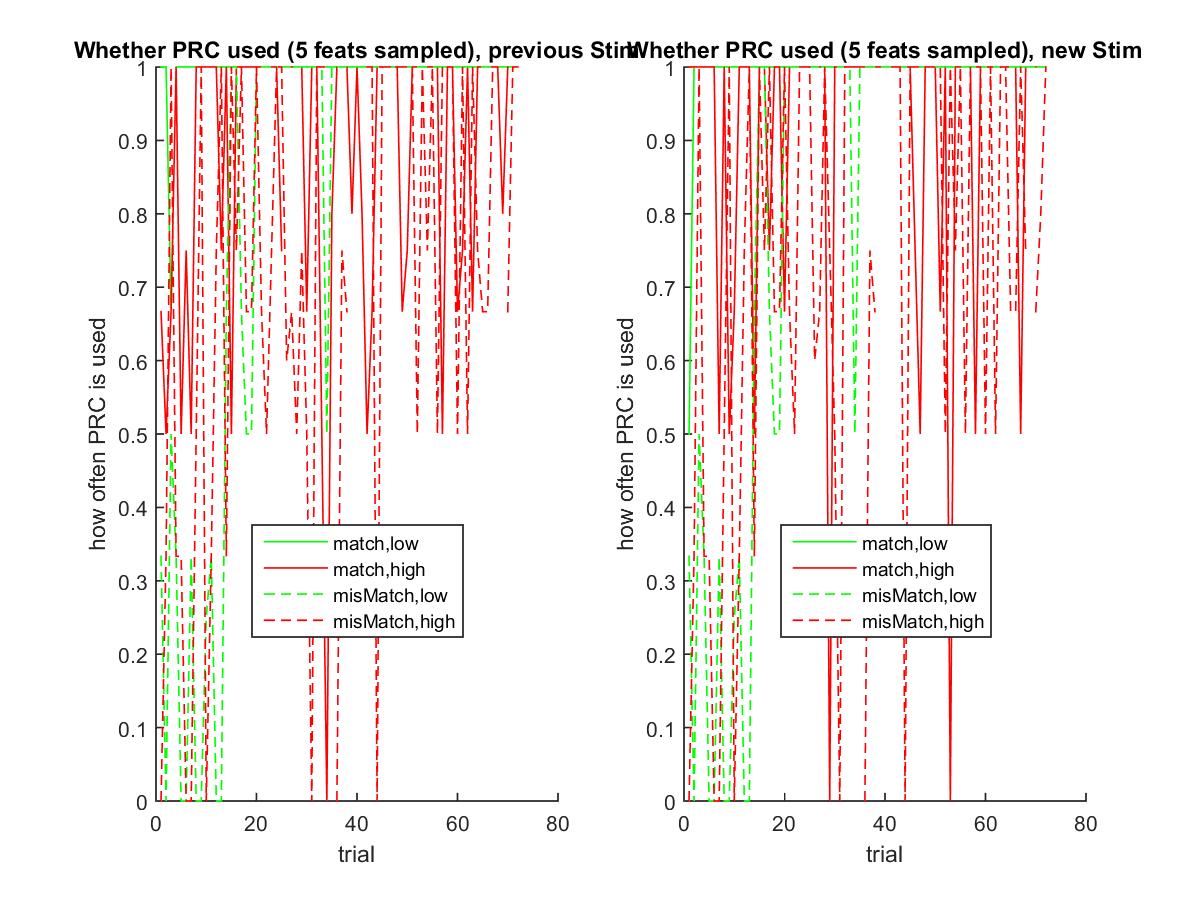 Whether PRC used (5 feats sampled), previous Stim
Whether PRC used (5 feats sampled), new Stim
how often PRC is used
1
0.9
0.8
0.7
0.6
0.5
0.4
0.3
0.2
0.1
0
match,low
match,high
misMatch,low
misMatch,high
0 20 40 60 80
trial
how often PRC is used
1
0.9
0.8
0.7
0.6
0.5
0.4
0.3
0.2
0.1
0
match,low
match,high
misMatch,low
misMatch,high
0 20 40 60 80
trial